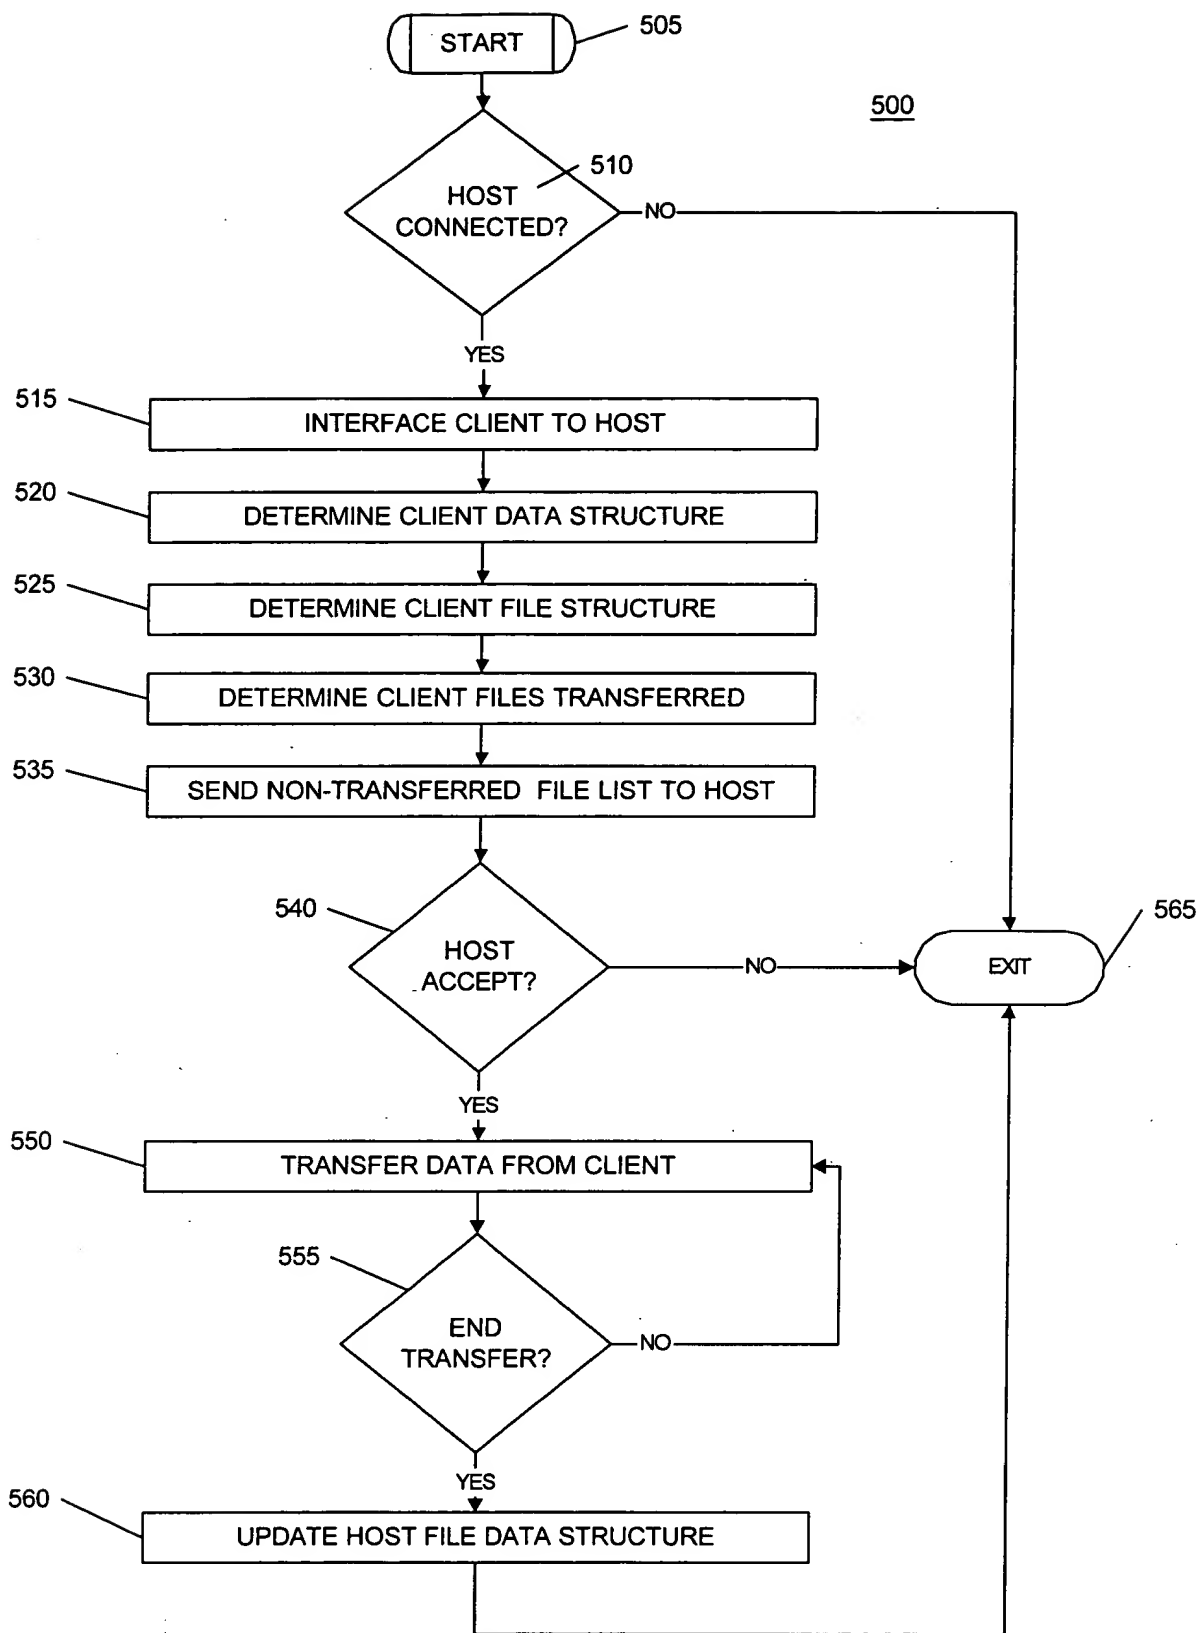 START
505
500
510
HOST
CONNECTED?
NO
YES
515
INTERFACE CLIENT TO HOST
520
DETERMINE CLIENT DATA STRUCTURE
525
DETERMINE CLIENT FILE STRUCTURE
530
DETERMINE CLIENT FILES TRANSFERRED
535
SEND NON-TRANSFERRED FILE LIST TO HOST
540
HOST
ACCEPT?
NO
EXIT
565
YES
550
TRANSFER DATA FROM CLIENT
555
END
TRANSFER?
NO
YES
560
UPDATE HOST FILE DATA STRUCTURE